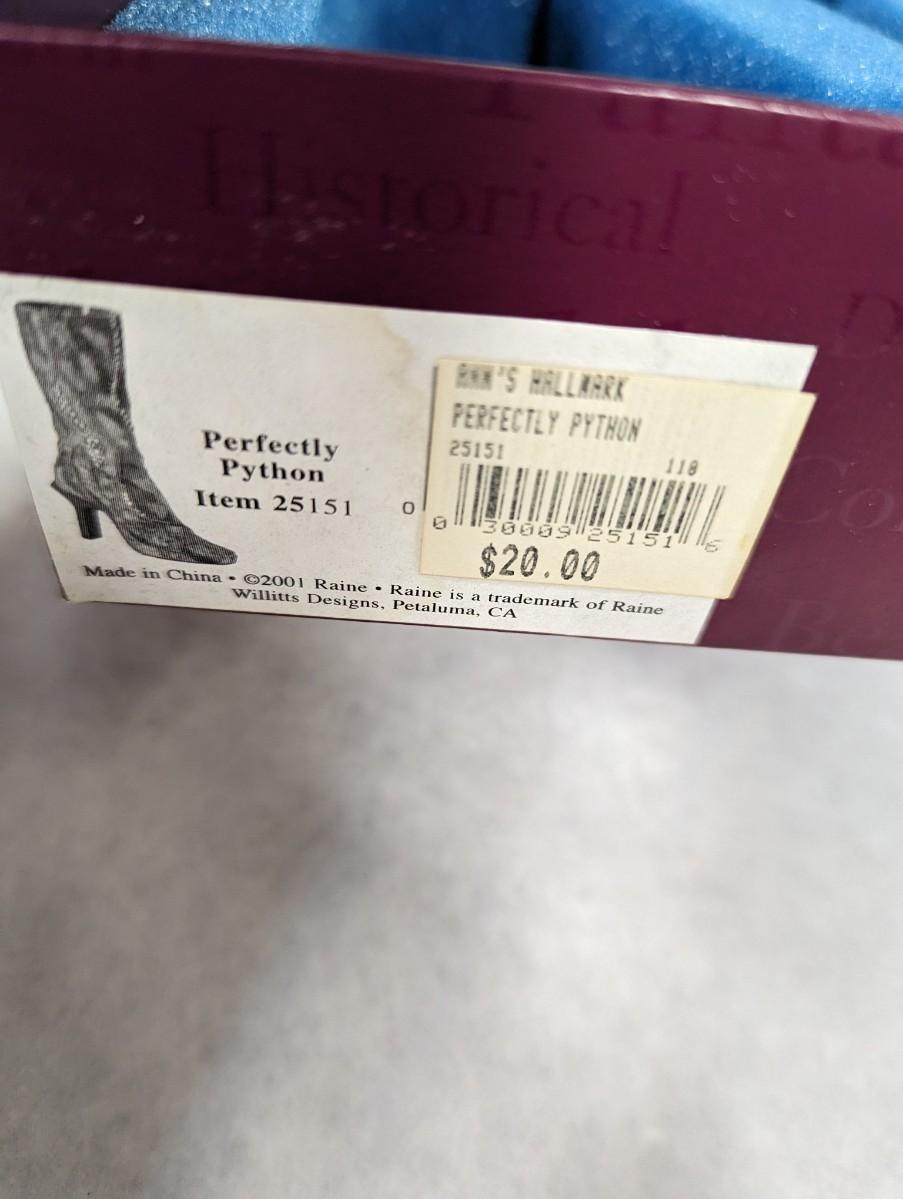 Historical
Perfectly
Python
Item 25151
0
ANN'S HALLMARK
PERFECTLY PYTHON
25151
118
0 30009 25151 6
$20.00
Made in China • ©2001 Raine • Raine is a trademark of Raine
Willitts Designs, Petaluma, CA